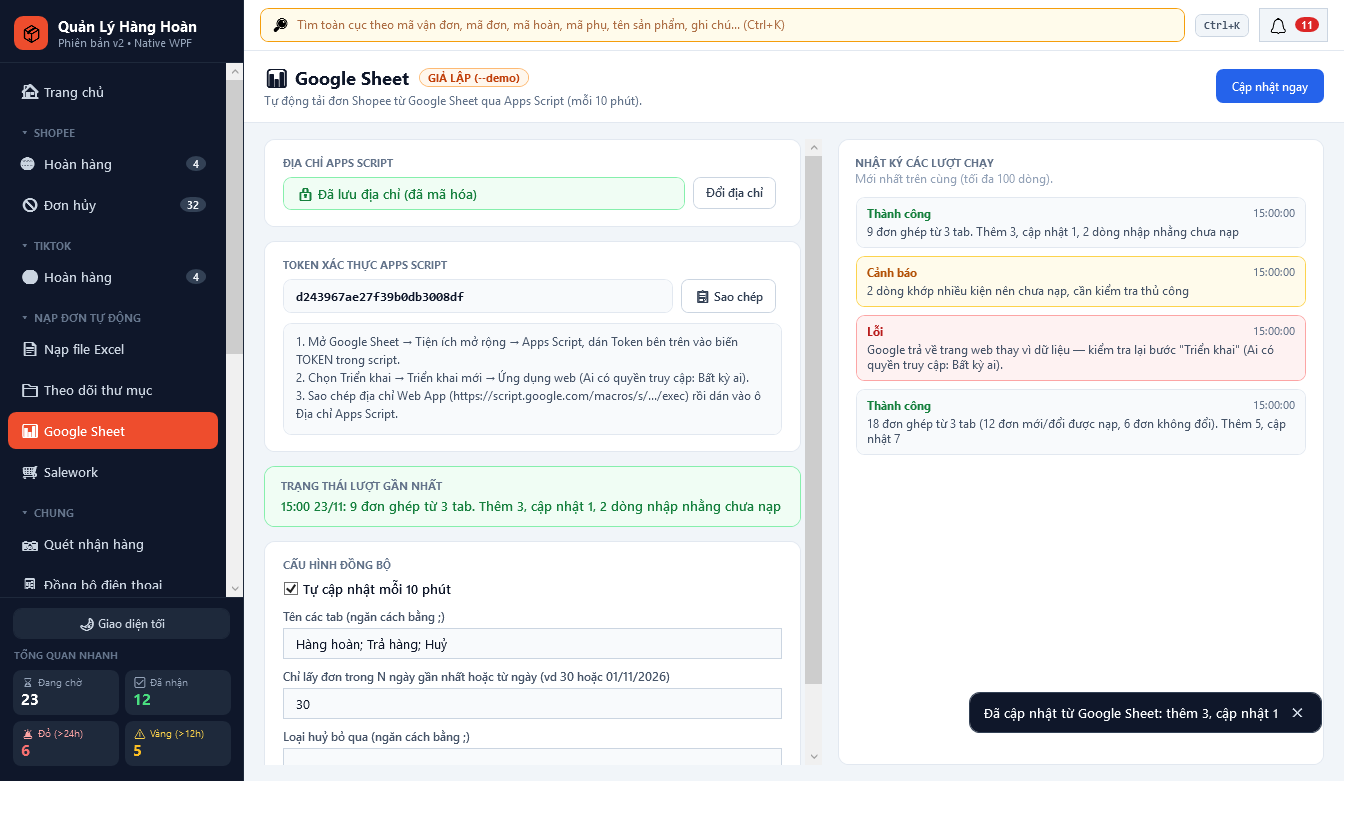 Quản Lý Hàng Hoàn
Phiên bản v2 • Native WPF
Trang chủ
SHOPEE
Hoàn hàng 4
Đơn hủy 32
TIKTOK
Hoàn hàng 4
NẠP ĐƠN TỰ ĐỘNG
Nạp file Excel
Theo dõi thư mục
Google Sheet
Salework
CHUNG
Quét nhận hàng
Đồng bộ điện thoại
Giao diện tối
TỔNG QUAN NHANH
Đang chờ
23
Đã nhận
12
Đỏ (>24h)
6
Vàng (>12h)
5
Tìm toàn cục theo mã vận đơn, mã đơn, mã hoàn, mã phụ, tên sản phẩm, ghi chú... (Ctrl+K)
Ctrl+K
11
Google Sheet GIẢ LẬP (--demo)
Tự động tải đơn Shopee từ Google Sheet qua Apps Script (mỗi 10 phút).
Cập nhật ngay
ĐỊA CHỈ APPS SCRIPT
Đã lưu địa chỉ (đã mã hóa)
Đổi địa chỉ
TOKEN XÁC THỰC APPS SCRIPT
d243967ae27f39b0db3008df
Sao chép
1. Mở Google Sheet → Tiện ích mở rộng → Apps Script, dán Token bên trên vào biến
TOKEN trong script.
2. Chọn Triển khai → Triển khai mới → Ứng dụng web (Ai có quyền truy cập: Bất kỳ ai).
3. Sao chép địa chỉ Web App (https://script.google.com/macros/s/.../exec) rồi dán vào ô
Địa chỉ Apps Script.
TRẠNG THÁI LƯỢT GẦN NHẤT
15:00 23/11: 9 đơn ghép từ 3 tab. Thêm 3, cập nhật 1, 2 dòng nhập nhằng chưa nạp
CẤU HÌNH ĐỒNG BỘ
Tự cập nhật mỗi 10 phút
Tên các tab (ngăn cách bằng ;)
Hàng hoàn; Trả hàng; Huỷ
Chỉ lấy đơn trong N ngày gần nhất hoặc từ ngày (vd 30 hoặc 01/11/2026)
30
Loại huỷ bỏ qua (ngăn cách bằng ;)
NHẬT KÝ CÁC LƯỢT CHẠY
Mới nhất trên cùng (tối đa 100 dòng).
Thành công 15:00:00
9 đơn ghép từ 3 tab. Thêm 3, cập nhật 1, 2 dòng nhập nhằng chưa nạp
Cảnh báo 15:00:00
2 dòng khớp nhiều kiện nên chưa nạp, cần kiểm tra thủ công
Lỗi 15:00:00
Google trả về trang web thay vì dữ liệu — kiểm tra lại bước "Triển khai" (Ai có
quyền truy cập: Bất kỳ ai).
Thành công 15:00:00
18 đơn ghép từ 3 tab (12 đơn mới/đổi được nạp, 6 đơn không đổi). Thêm 5, cập
nhật 7
Đã cập nhật từ Google Sheet: thêm 3, cập nhật 1